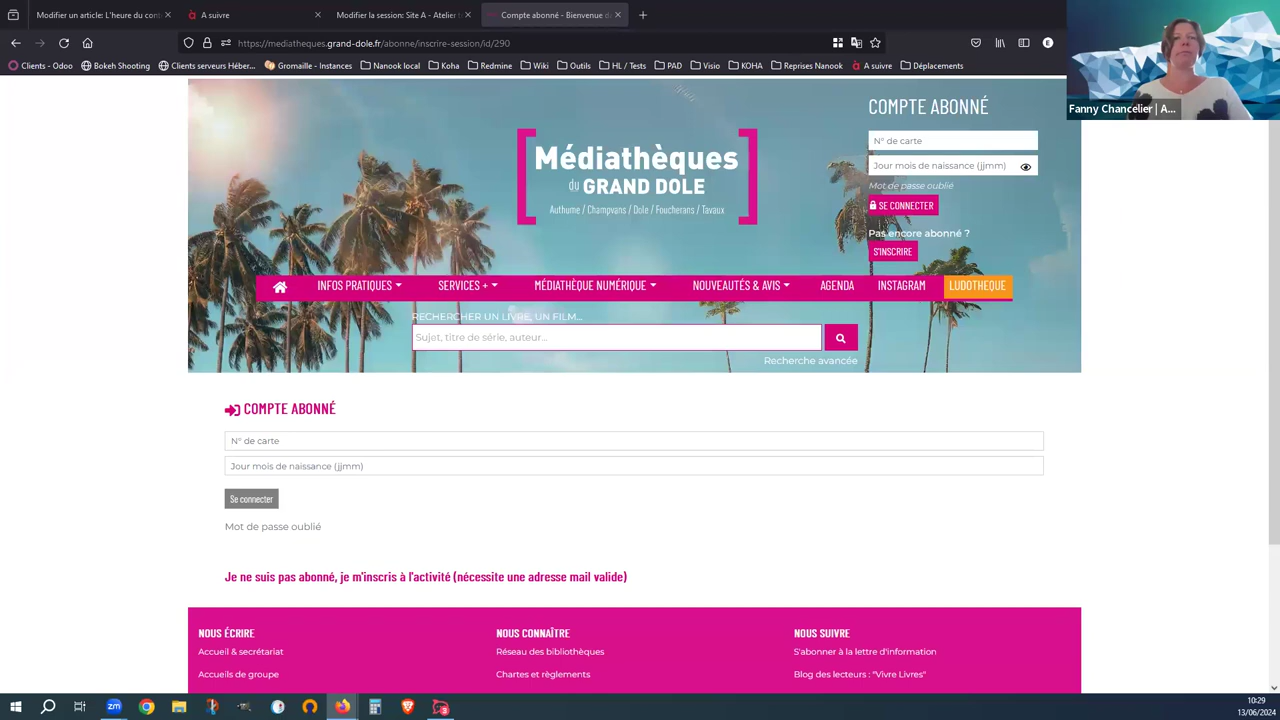 Modifier un article: L'heure du con
A suivre
Modifier la session: Site A - Atelier t
Compte abonné - Bienvenue d
https://mediatheques.grand-dole.fr/abonne/inscrire-session/id/290
E
Clients - Odoo
Bokeh Shooting
Clients serveurs Héber...
Gromaille - Instances
Nanook local
Koha
Redmine
Wiki
Outils
HL / Tests
PAD
Visio
KOHA
Reprises Nanook
A suivre
Déplacements
Fanny Chancelier | A...
COMPTE ABONNÉ
N° de carte
Jour mois de naissance (jjmm)
Mot de passe oublié
SE CONNECTER
Pas encore abonné ?
S'INSCRIRE
Médiathèques
du GRAND DOLE
Authume / Champvans / Dole / Foucherans / Tavaux
INFOS PRATIQUES
SERVICES +
MÉDIATHÈQUE NUMÉRIQUE
NOUVEAUTÉS & AVIS
AGENDA
INSTAGRAM
LUDOTHEQUE
RECHERCHER UN LIVRE, UN FILM...
Sujet, titre de série, auteur...
Recherche avancée
COMPTE ABONNÉ
N° de carte
Jour mois de naissance (jjmm)
Se connecter
Mot de passe oublié
Je ne suis pas abonné, je m'inscris à l'activité (nécessite une adresse mail valide)
NOUS ÉCRIRE
Accueil & secrétariat
Accueils de groupe
NOUS CONNAÎTRE
Réseau des bibliothèques
Chartes et règlements
NOUS SUIVRE
S'abonner à la lettre d'information
Blog des lecteurs : "Vivre Livres"
zm
10:29
13/06/2024